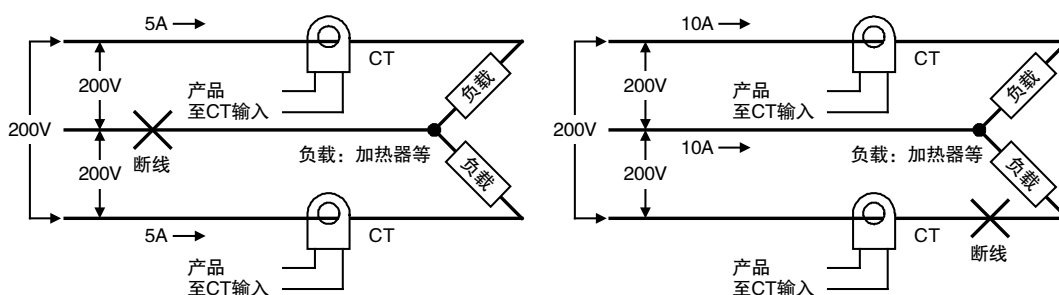 5A
CT
产品
至CT输入
200V
负载
200V
断线
负载：加热器等
200V
负载
5A
CT
产品
至CT输入
10A
CT
产品
至CT输入
200V
负载
200V
10A
负载：加热器等
200V
负载
CT
断线
产品
至CT输入